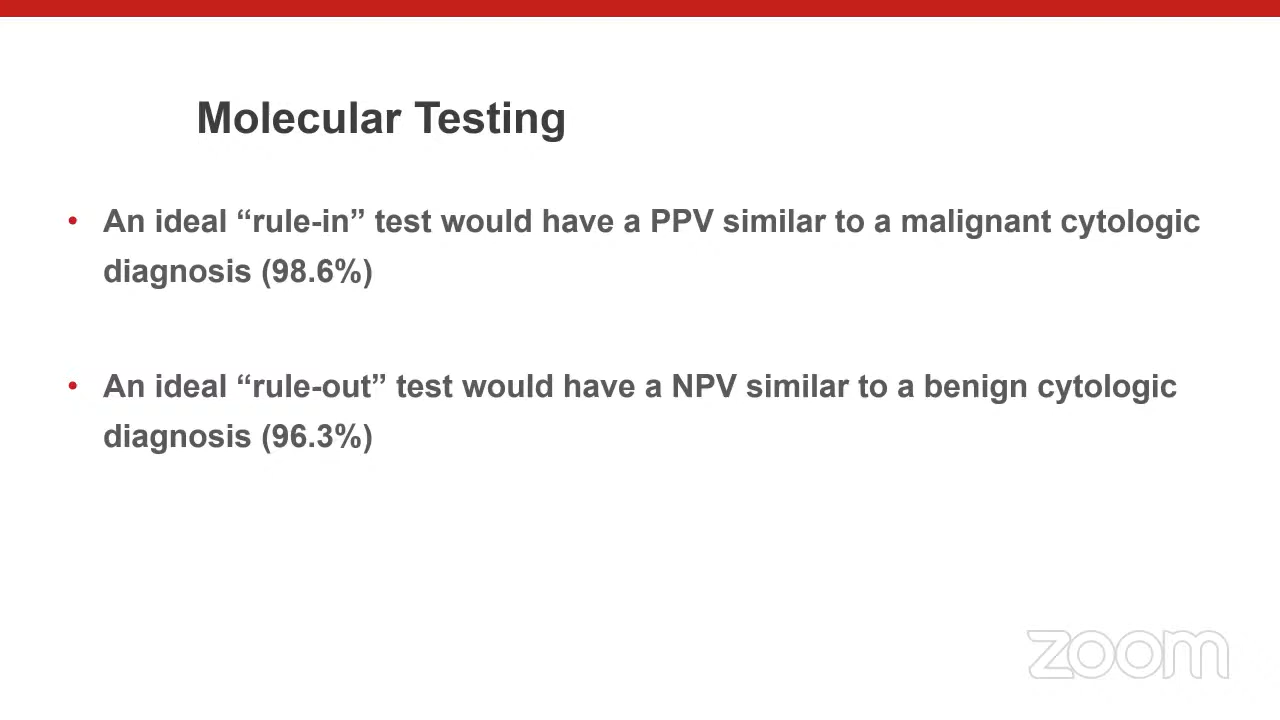 Molecular Testing
• An ideal “rule-in” test would have a PPV similar to a malignant cytologic
diagnosis (98.6%)
• An ideal “rule-out” test would have a NPV similar to a benign cytologic
diagnosis (96.3%)
zoom